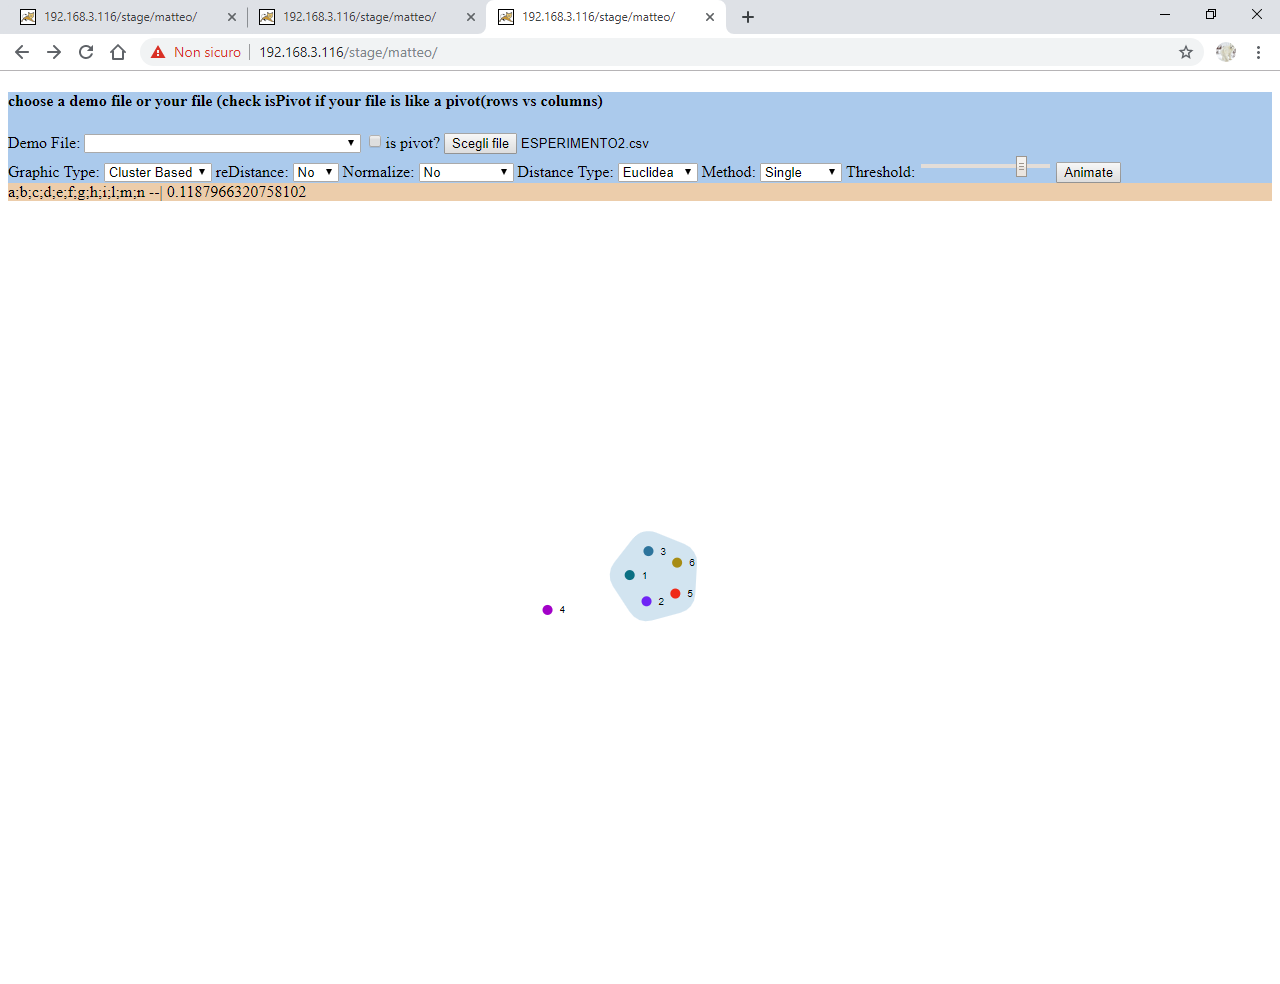 192.168.3.116/stage/matteo/ 192.168.3.116/stage/matteo/ 192.168.3.116/stage/matteo/
Non sicuro 192.168.3.116/stage/matteo/
choose a demo file or your file (check isPivot if your file is like a pivot(rows vs columns)
Demo File: is pivot? Scegli file ESPERIMENTO2.csv
Graphic Type: Cluster Based reDistance: No Normalize: No Distance Type: Euclidea Method: Single Threshold: Animate
a;b;c;d;e;f;g;h;i;l;m;n --| 0.1187966320758102
3
6
1
5
2
4